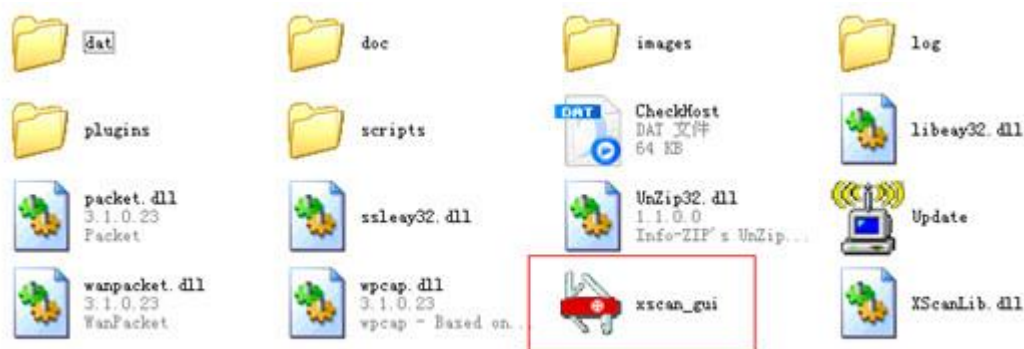 dat
doc
images
log
plugins
scripts
CheckHost
DAT 文件
64 KB
DAT
libeay32.dll
packet.dll
3.1.0.23
Packet
ssleay32.dll
UnZip32.dll
1.1.0.0
Info-ZIP's UnZip...
Update
wanpacket.dll
3.1.0.23
WanPacket
wpcap.dll
3.1.0.23
wpcap - Based on...
xscan_gui
XScanLib.dll